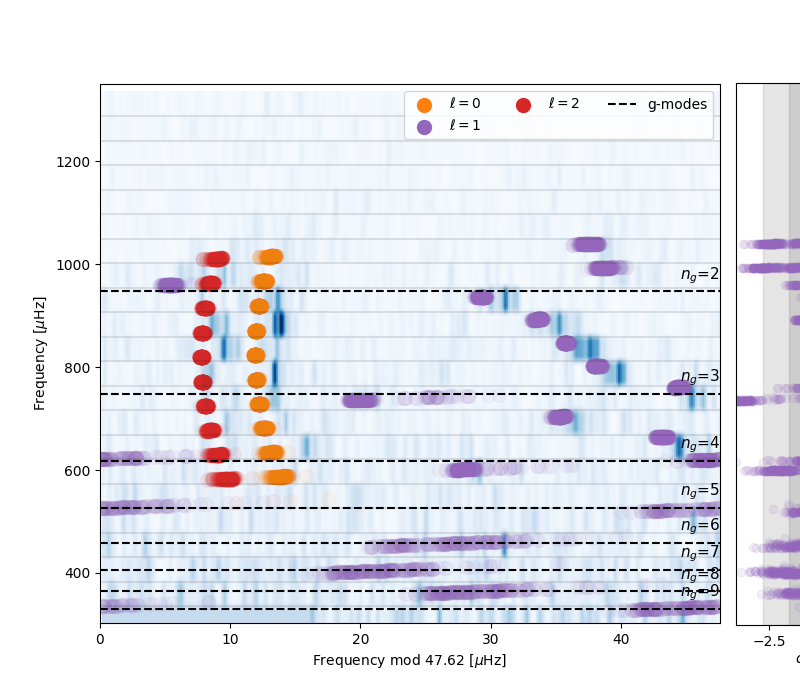 ℓ = 0
ℓ = 2
g-modes
ℓ = 1
1200
1000
800
600
400
Frequency [μHz]
n_g=2
n_g=3
n_g=4
n_g=5
n_g=6
n_g=7
n_g=8
n_g=9
0
10
20
30
40
Frequency mod 47.62 [μHz]
−2.5